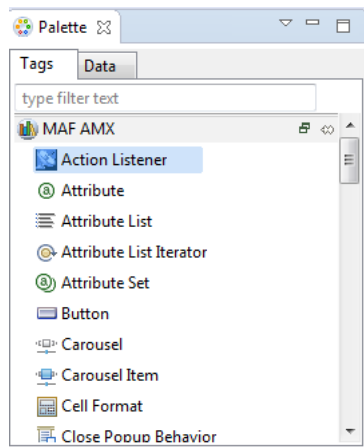 Palette
Tags Data
type filter text
MAF AMX
Action Listener
Attribute
Attribute List
Attribute List Iterator
Attribute Set
Button
Carousel
Carousel Item
Cell Format
Close Popup Behavior